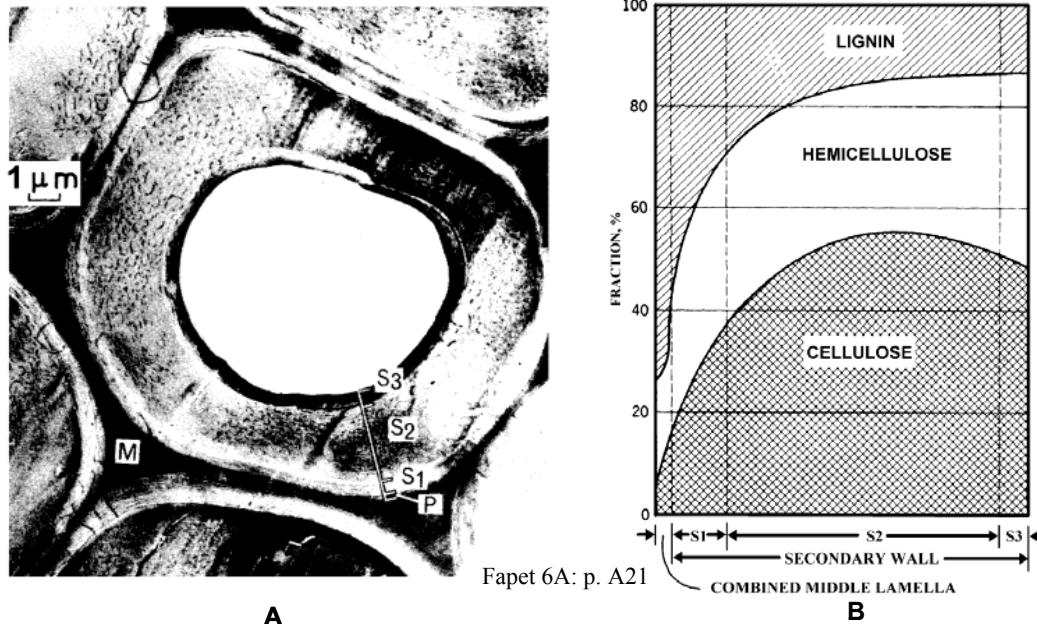 A
1 µm
S3
S2
S1
M
P
Fapet 6A: p. A21
A
100
80
60
40
20
0
FRACTION, %
LIGNIN
HEMICELLULOSE
CELLULOSE
S1 S2 S3
SECONDARY WALL
COMBINED MIDDLE LAMELLA
B